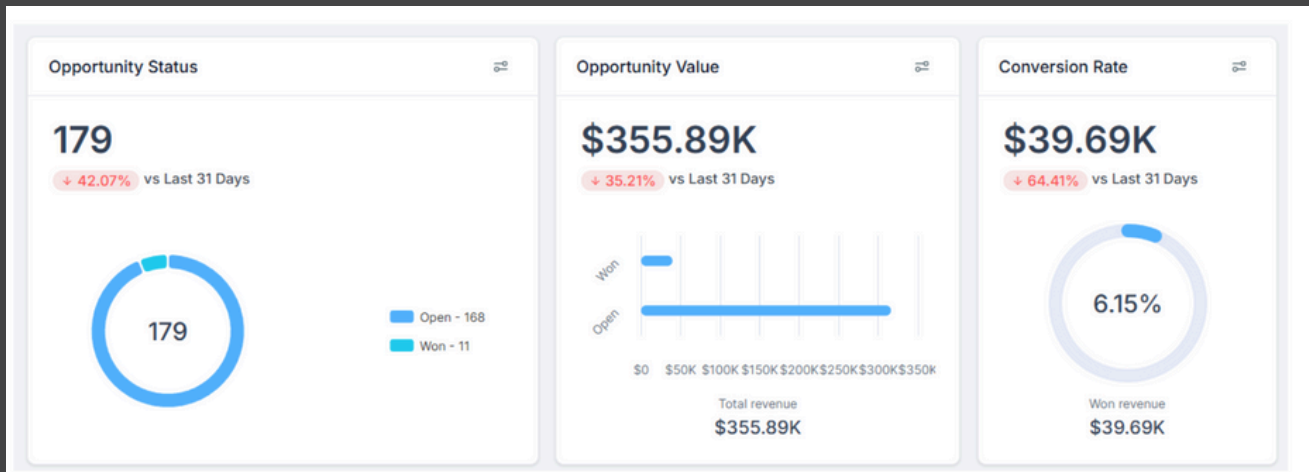 Opportunity Status
179
↓ 42.07% vs Last 31 Days
179
Open - 168
Won - 11
Opportunity Value
$355.89K
↓ 35.21% vs Last 31 Days
Won
Open
$0 $50K $100K $150K $200K $250K $300K $350K
Total revenue
$355.89K
Conversion Rate
$39.69K
↓ 64.41% vs Last 31 Days
6.15%
Won revenue
$39.69K